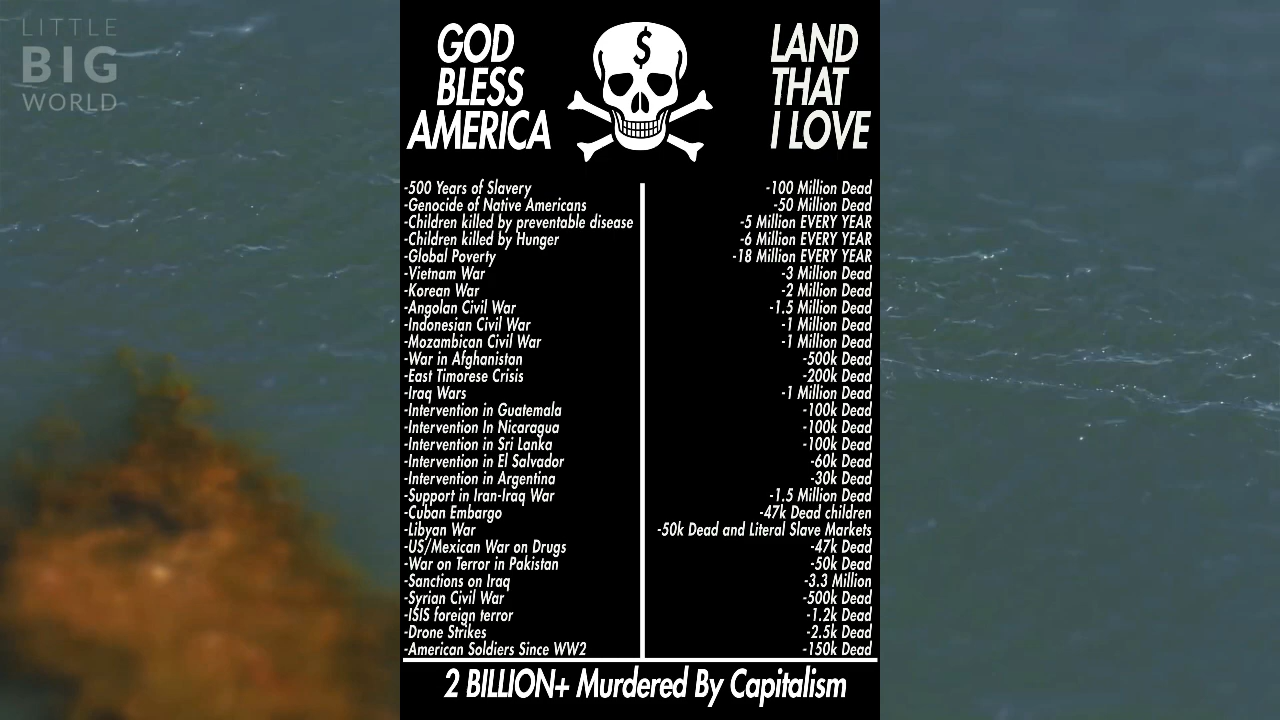 LITTLE
BIG
WORLD
GOD
BLESS
AMERICA
$
LAND
THAT
I LOVE
-500 Years of Slavery -100 Million Dead
-Genocide of Native Americans -50 Million Dead
-Children killed by preventable disease -5 Million EVERY YEAR
-Children killed by Hunger -6 Million EVERY YEAR
-Global Poverty -18 Million EVERY YEAR
-Vietnam War -3 Million Dead
-Korean War -2 Million Dead
-Angolan Civil War -1.5 Million Dead
-Indonesian Civil War -1 Million Dead
-Mozambican Civil War -1 Million Dead
-War in Afghanistan -500k Dead
-East Timorese Crisis -200k Dead
-Iraq Wars -1 Million Dead
-Intervention in Guatemala -100k Dead
-Intervention In Nicaragua -100k Dead
-Intervention in Sri Lanka -100k Dead
-Intervention in El Salvador -60k Dead
-Intervention in Argentina -30k Dead
-Support in Iran-Iraq War -1.5 Million Dead
-Cuban Embargo -47k Dead children
-Libyan War -50k Dead and Literal Slave Markets
-US/Mexican War on Drugs -47k Dead
-War on Terror in Pakistan -50k Dead
-Sanctions on Iraq -3.3 Million
-Syrian Civil War -500k Dead
-ISIS foreign terror -1.2k Dead
-Drone Strikes -2.5k Dead
-American Soldiers Since WW2 -150k Dead
2 BILLION+ Murdered By Capitalism